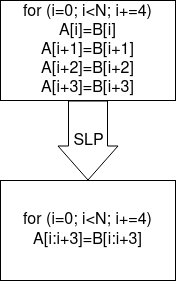 for (i=0; i<N; i+=4)
A[i]=B[i]
A[i+1]=B[i+1]
A[i+2]=B[i+2]
A[i+3]=B[i+3]
SLP
for (i=0; i<N; i+=4)
A[i:i+3]=B[i:i+3]